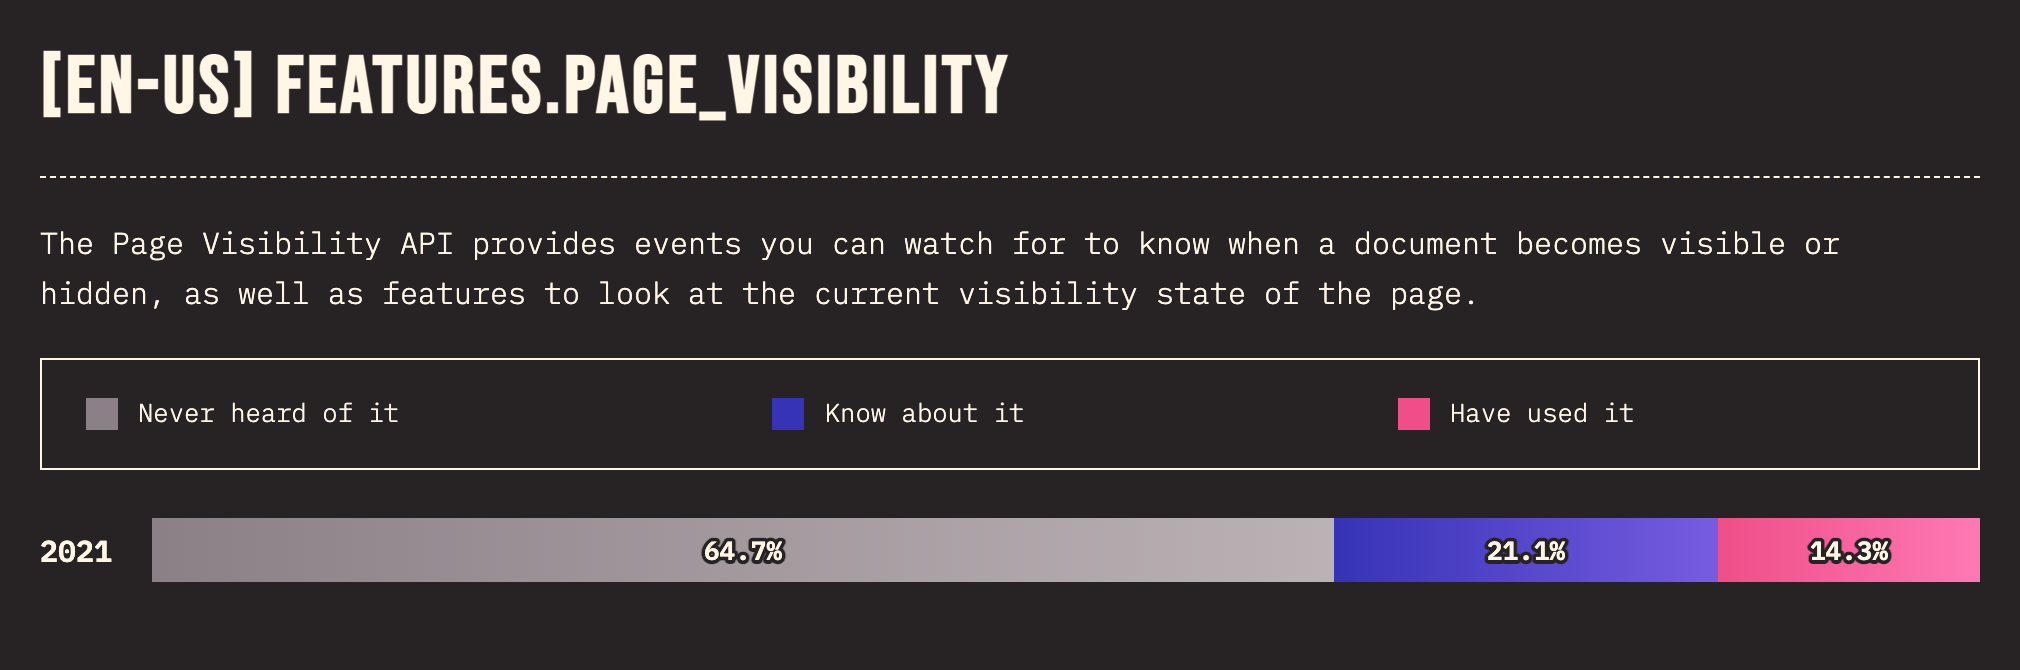 [EN-US] FEATURES.PAGE_VISIBILITY
The Page Visibility API provides events you can watch for to know when a document becomes visible or
hidden, as well as features to look at the current visibility state of the page.
Never heard of it
Know about it
Have used it
2021
64.7%
21.1%
14.3%